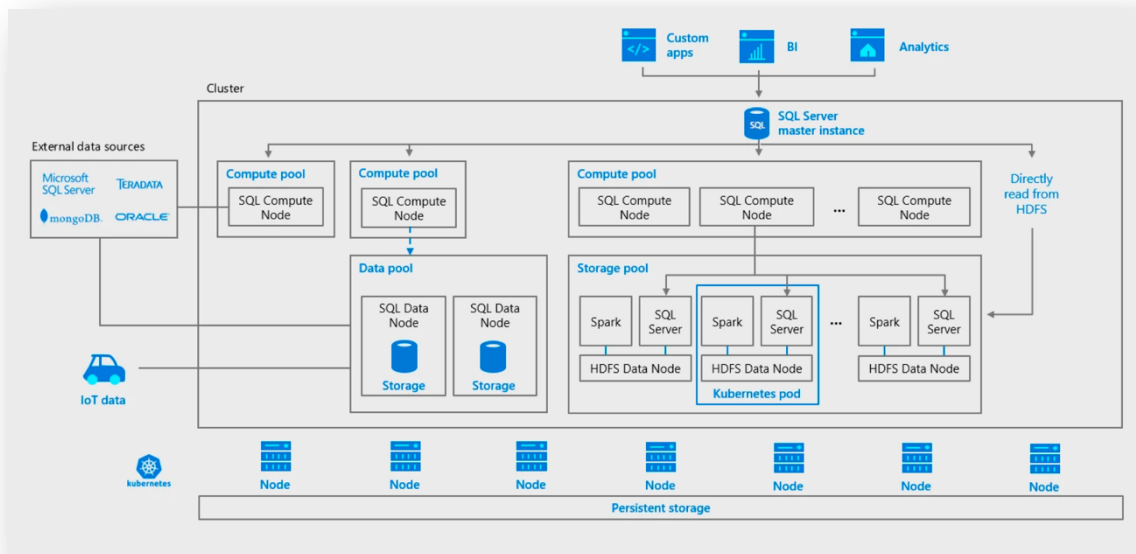 Custom
apps
BI
Analytics
Cluster
SQL
SQL Server
master instance
External data sources
Microsoft
SQL Server
TERADATA
mongoDB.
ORACLE
Compute pool
SQL Compute
Node
Compute pool
SQL Compute
Node
Compute pool
SQL Compute
Node
SQL Compute
Node
...
SQL Compute
Node
Directly
read from
HDFS
Data pool
SQL Data
Node
Storage
SQL Data
Node
Storage
Storage pool
Spark
SQL
Server
HDFS Data Node
Spark
SQL
Server
HDFS Data Node
Kubernetes pod
...
Spark
SQL
Server
HDFS Data Node
IoT data
kubernetes
Node
Node
Node
Node
Node
Node
Node
Persistent storage